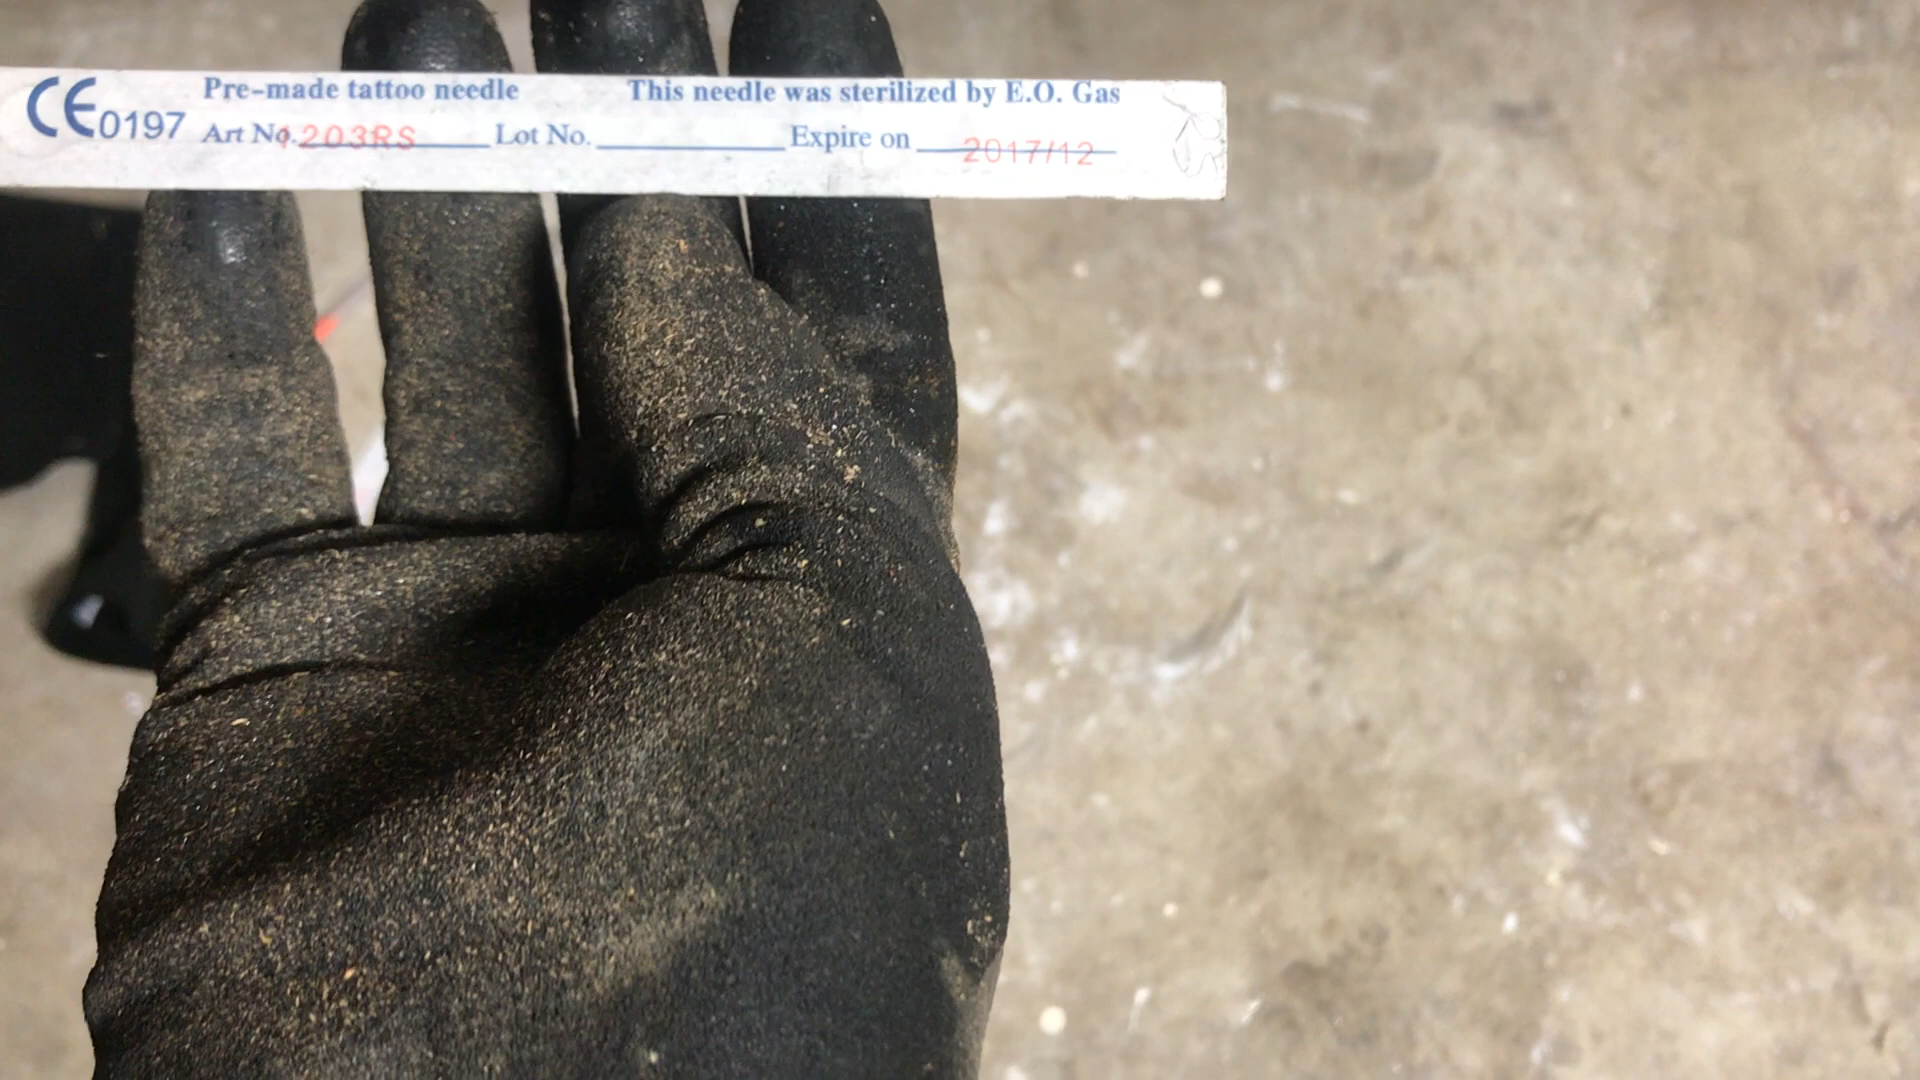 CE0197 Pre-made tattoo needle This needle was sterilized by E.O. Gas
Art No. 1203RS Lot No. Expire on 2017/12